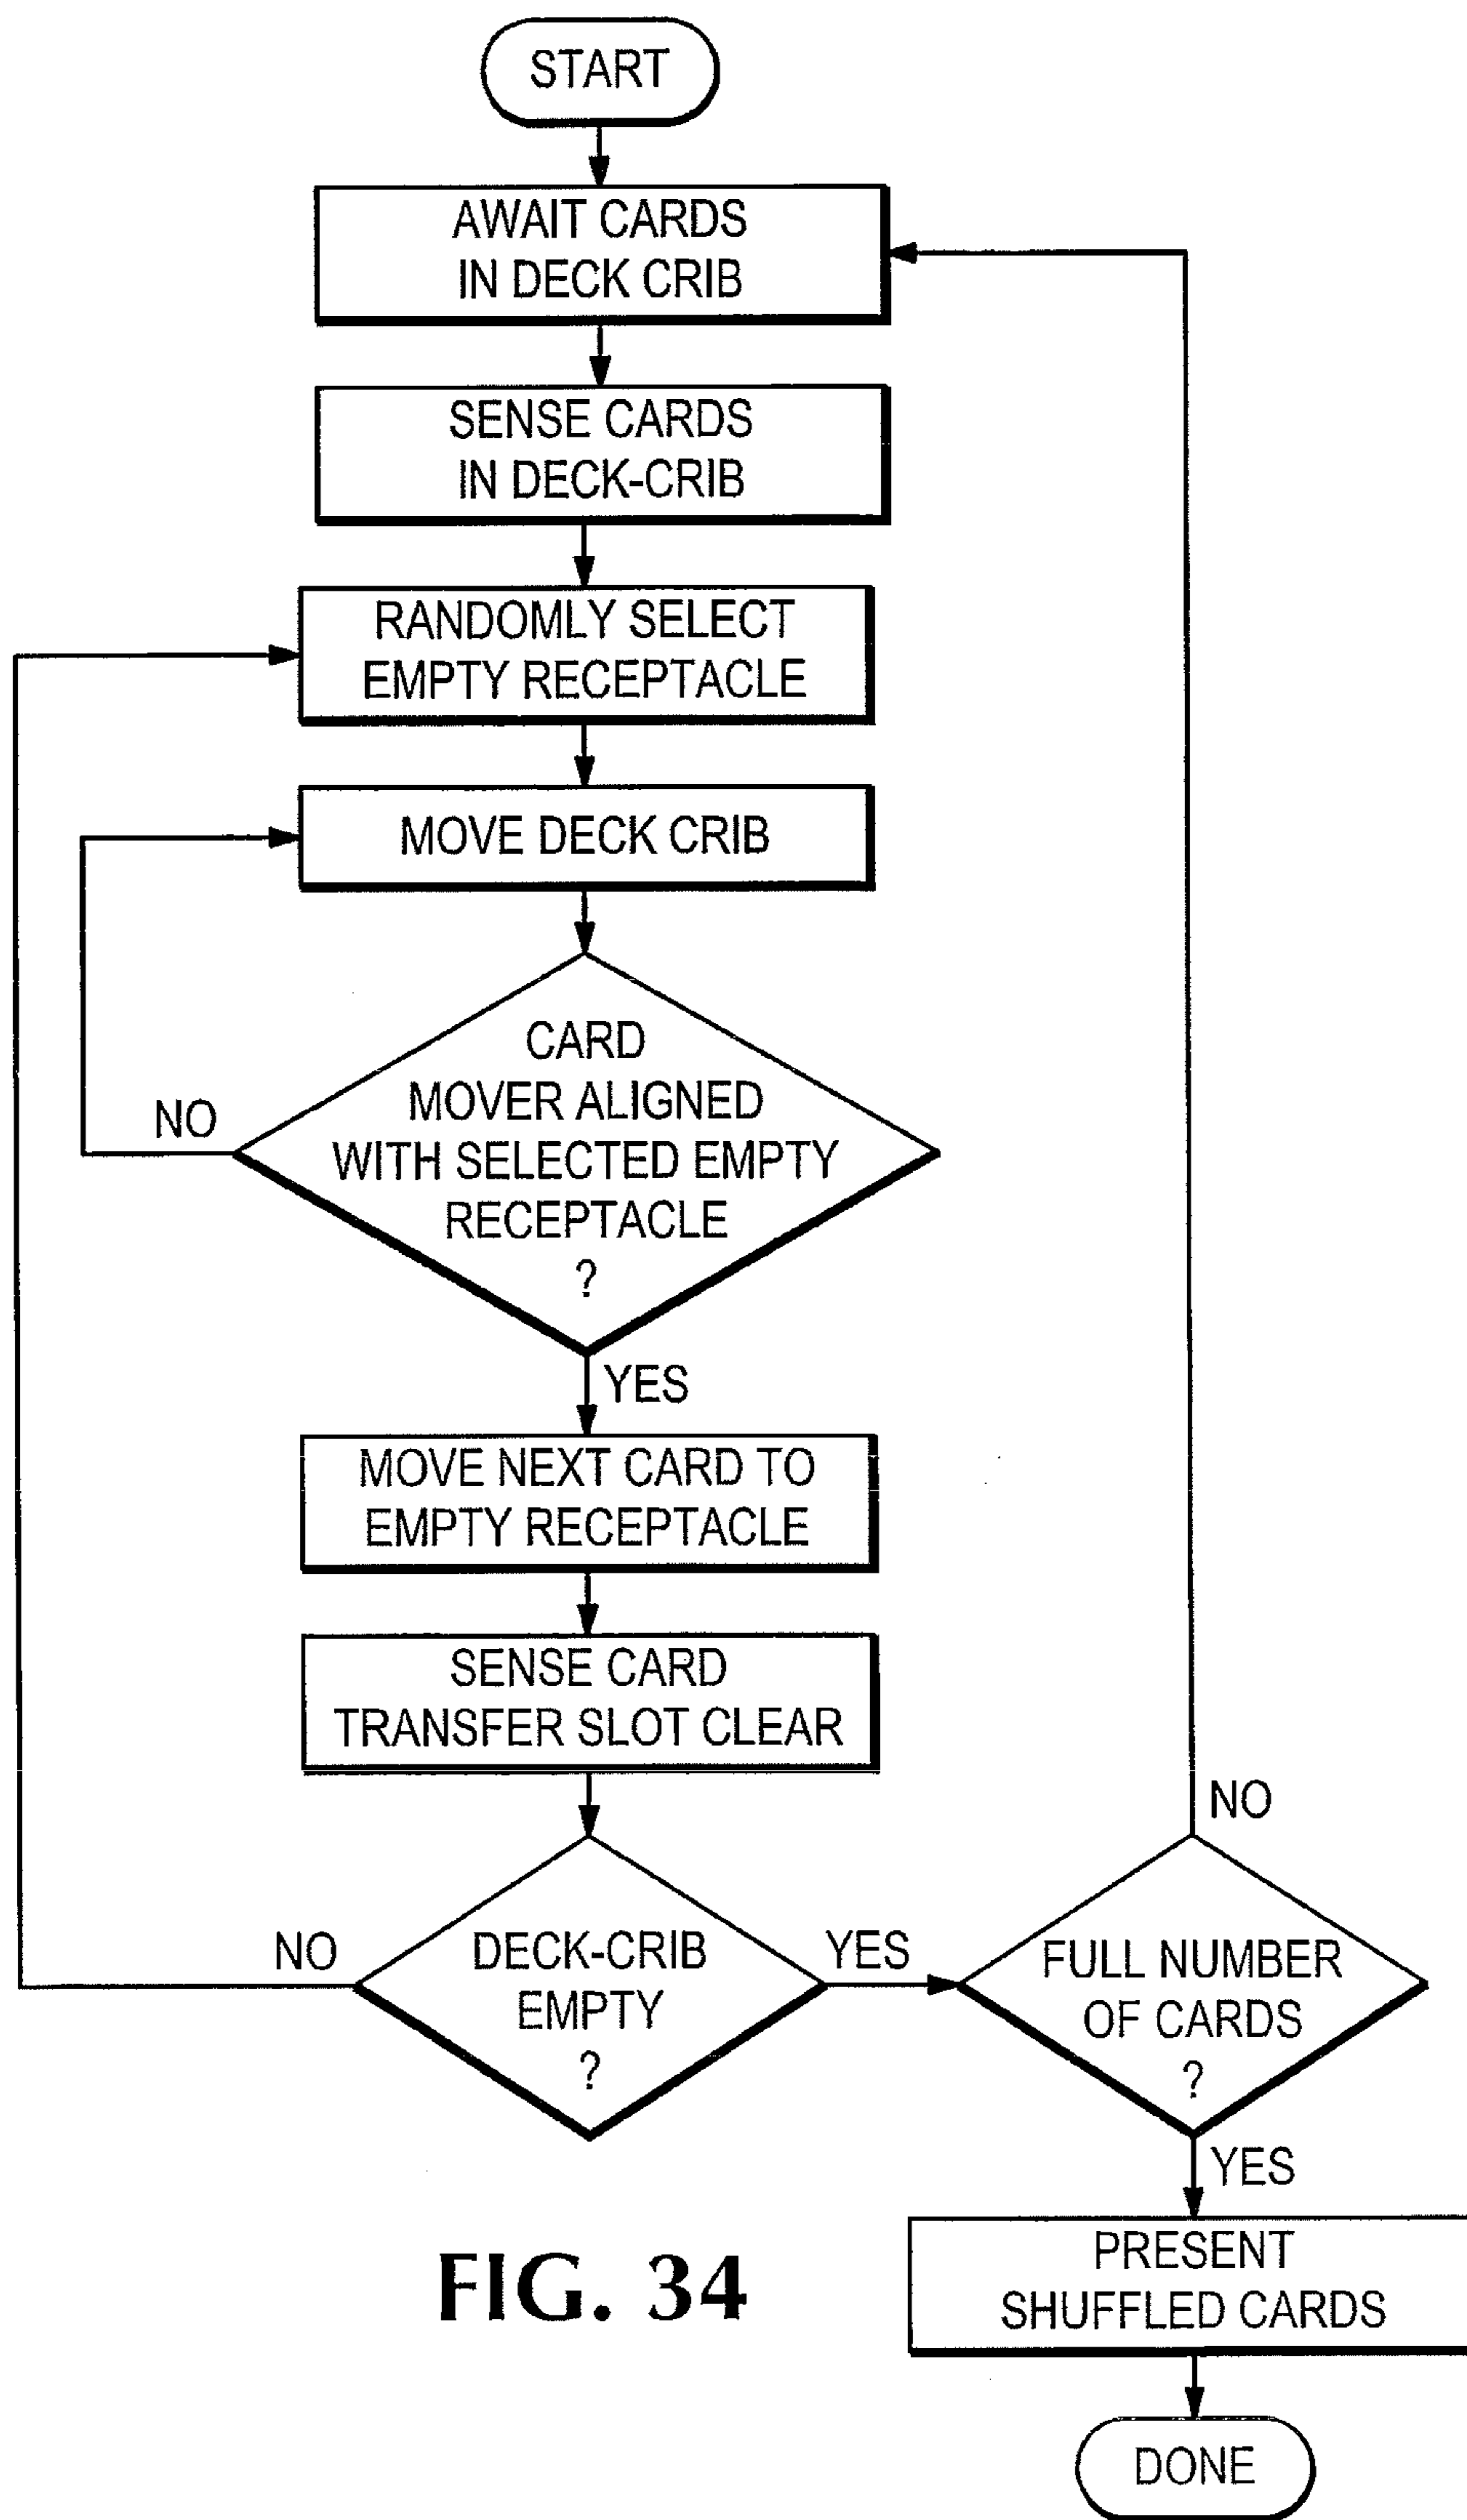 START
AWAIT CARDS
IN DECK CRIB
SENSE CARDS
IN DECK-CRIB
RANDOMLY SELECT
EMPTY RECEPTACLE
MOVE DECK CRIB
CARD
MOVER ALIGNED
WITH SELECTED EMPTY
RECEPTACLE
?
NO
YES
MOVE NEXT CARD TO
EMPTY RECEPTACLE
SENSE CARD
TRANSFER SLOT CLEAR
DECK-CRIB
EMPTY
?
NO
YES
FULL NUMBER
OF CARDS
?
NO
YES
PRESENT
SHUFFLED CARDS
DONE
FIG. 34